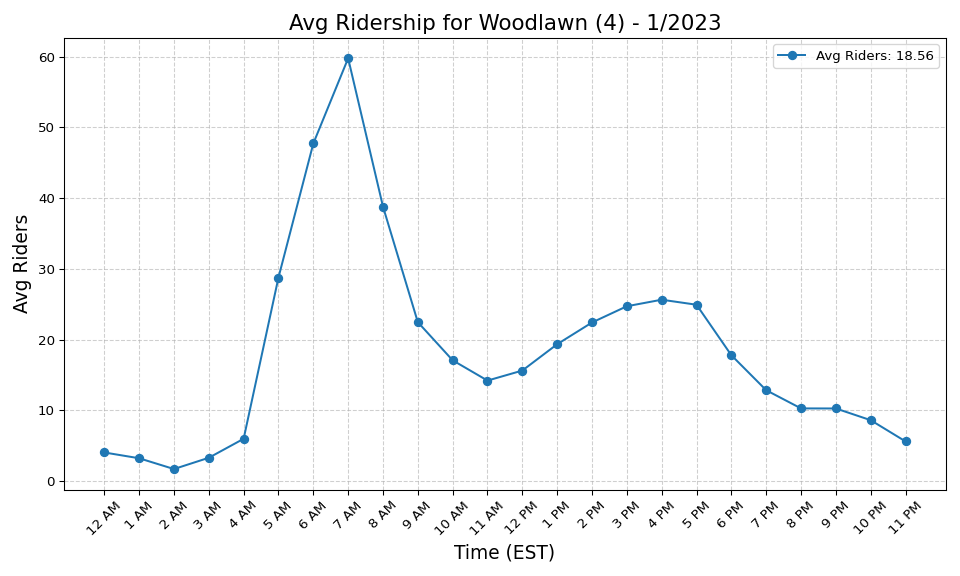 Avg Ridership for Woodlawn (4) - 1/2023
Avg Riders: 18.56
60
50
40
30
20
10
0
Avg Riders
12 AM
1 AM
2 AM
3 AM
4 AM
5 AM
6 AM
7 AM
8 AM
9 AM
10 AM
11 AM
12 PM
1 PM
2 PM
3 PM
4 PM
5 PM
6 PM
7 PM
8 PM
9 PM
10 PM
11 PM
Time (EST)